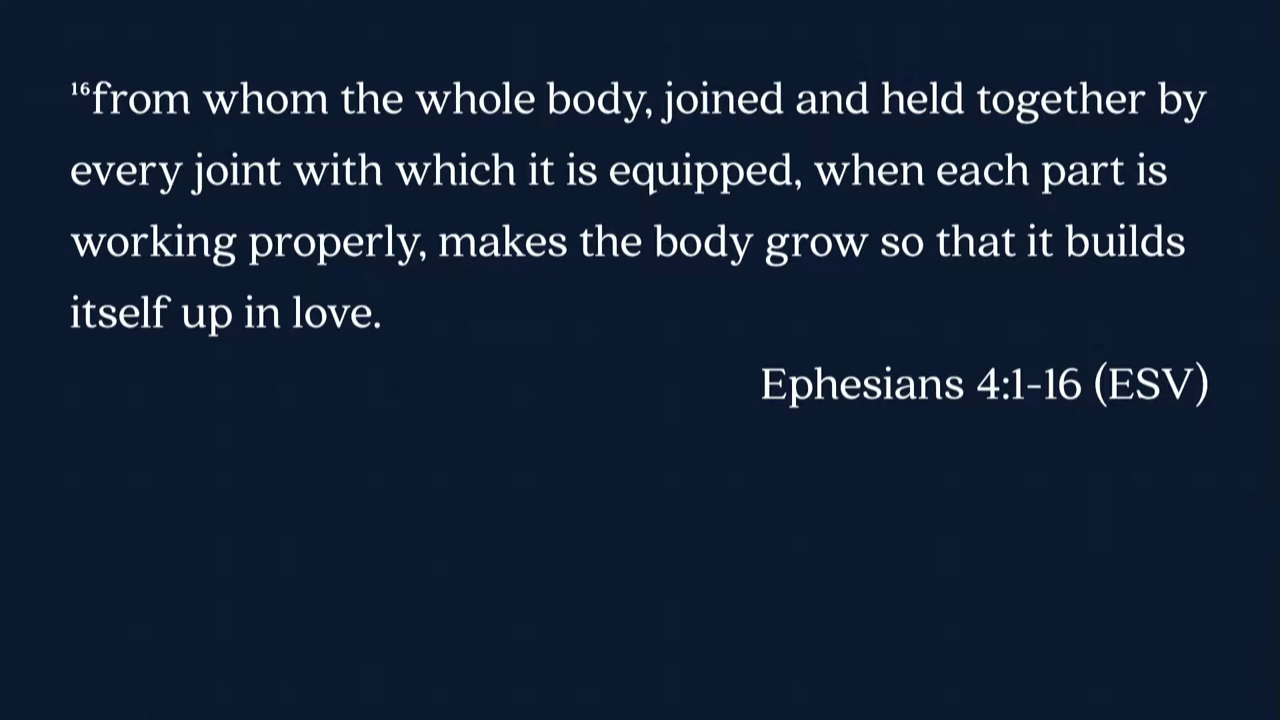 ¹⁶from whom the whole body, joined and held together by
every joint with which it is equipped, when each part is
working properly, makes the body grow so that it builds
itself up in love.
Ephesians 4:1-16 (ESV)